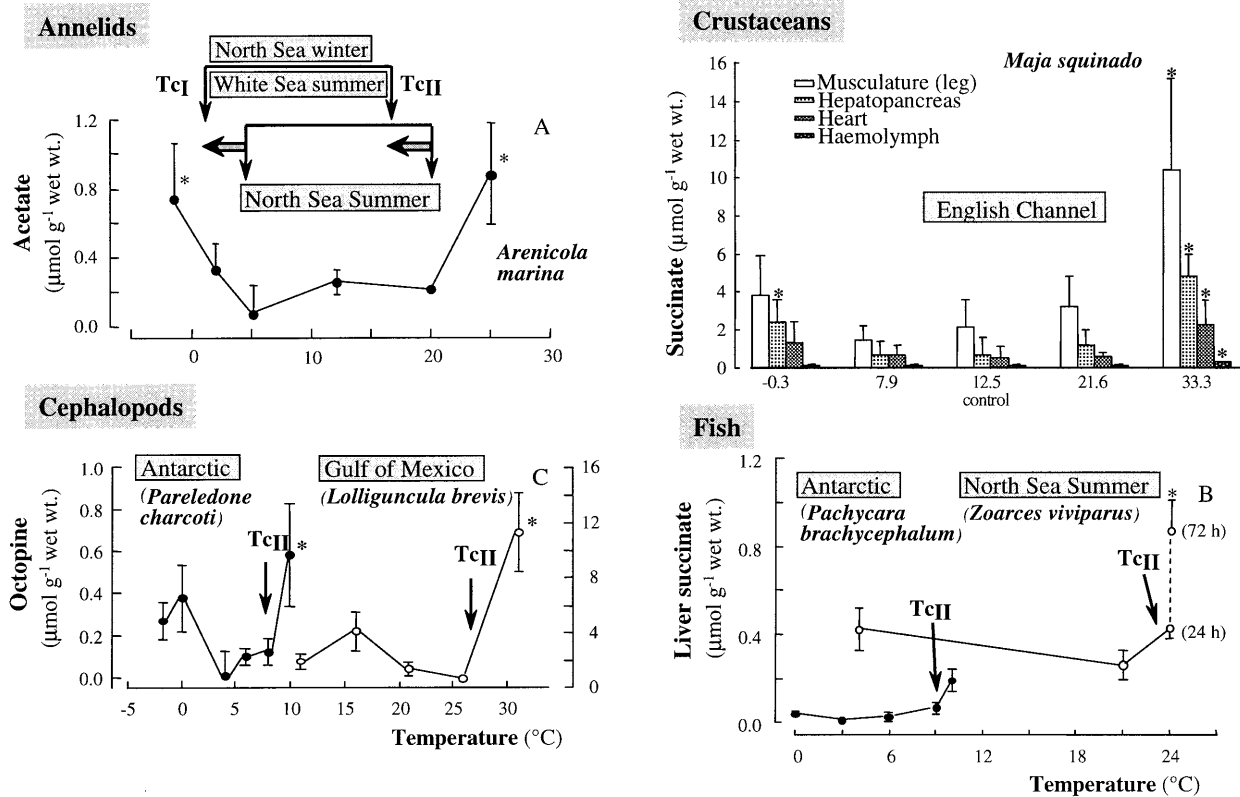 Annelids
North Sea winter
White Sea summer
TcI
TcII
A
North Sea Summer
Arenicola
marina
Acetate
(µmol g-1 wet wt.)
1.2
0.8
0.4
0.0
0
10
20
30
*
*
Crustaceans
Maja squinado
Musculature (leg)
Hepatopancreas
Heart
Haemolymph
English Channel
Succinate (µmol g-1 wet wt.)
16
14
12
10
8
6
4
2
0
*
*
*
*
*
-0.3
7.9
12.5
21.6
33.3
control
Cephalopods
Antarctic
(Pareledone
charcoti)
Gulf of Mexico
(Lolliguncula brevis)
C
TcII
*
TcII
*
Octopine
(µmol g-1 wet wt.)
1.0
0.8
0.6
0.4
0.2
0.0
16
12
8
4
0
-5
0
5
10
15
20
25
30
Temperature (°C)
Fish
Antarctic
(Pachycara
brachycephalum)
North Sea Summer
(Zoarces viviparus)
B
*
(72 h)
TcII
TcII
(24 h)
Liver succinate
(µmol g-1 wet wt.)
1.2
0.8
0.4
0.0
0
6
12
18
24
Temperature (°C)